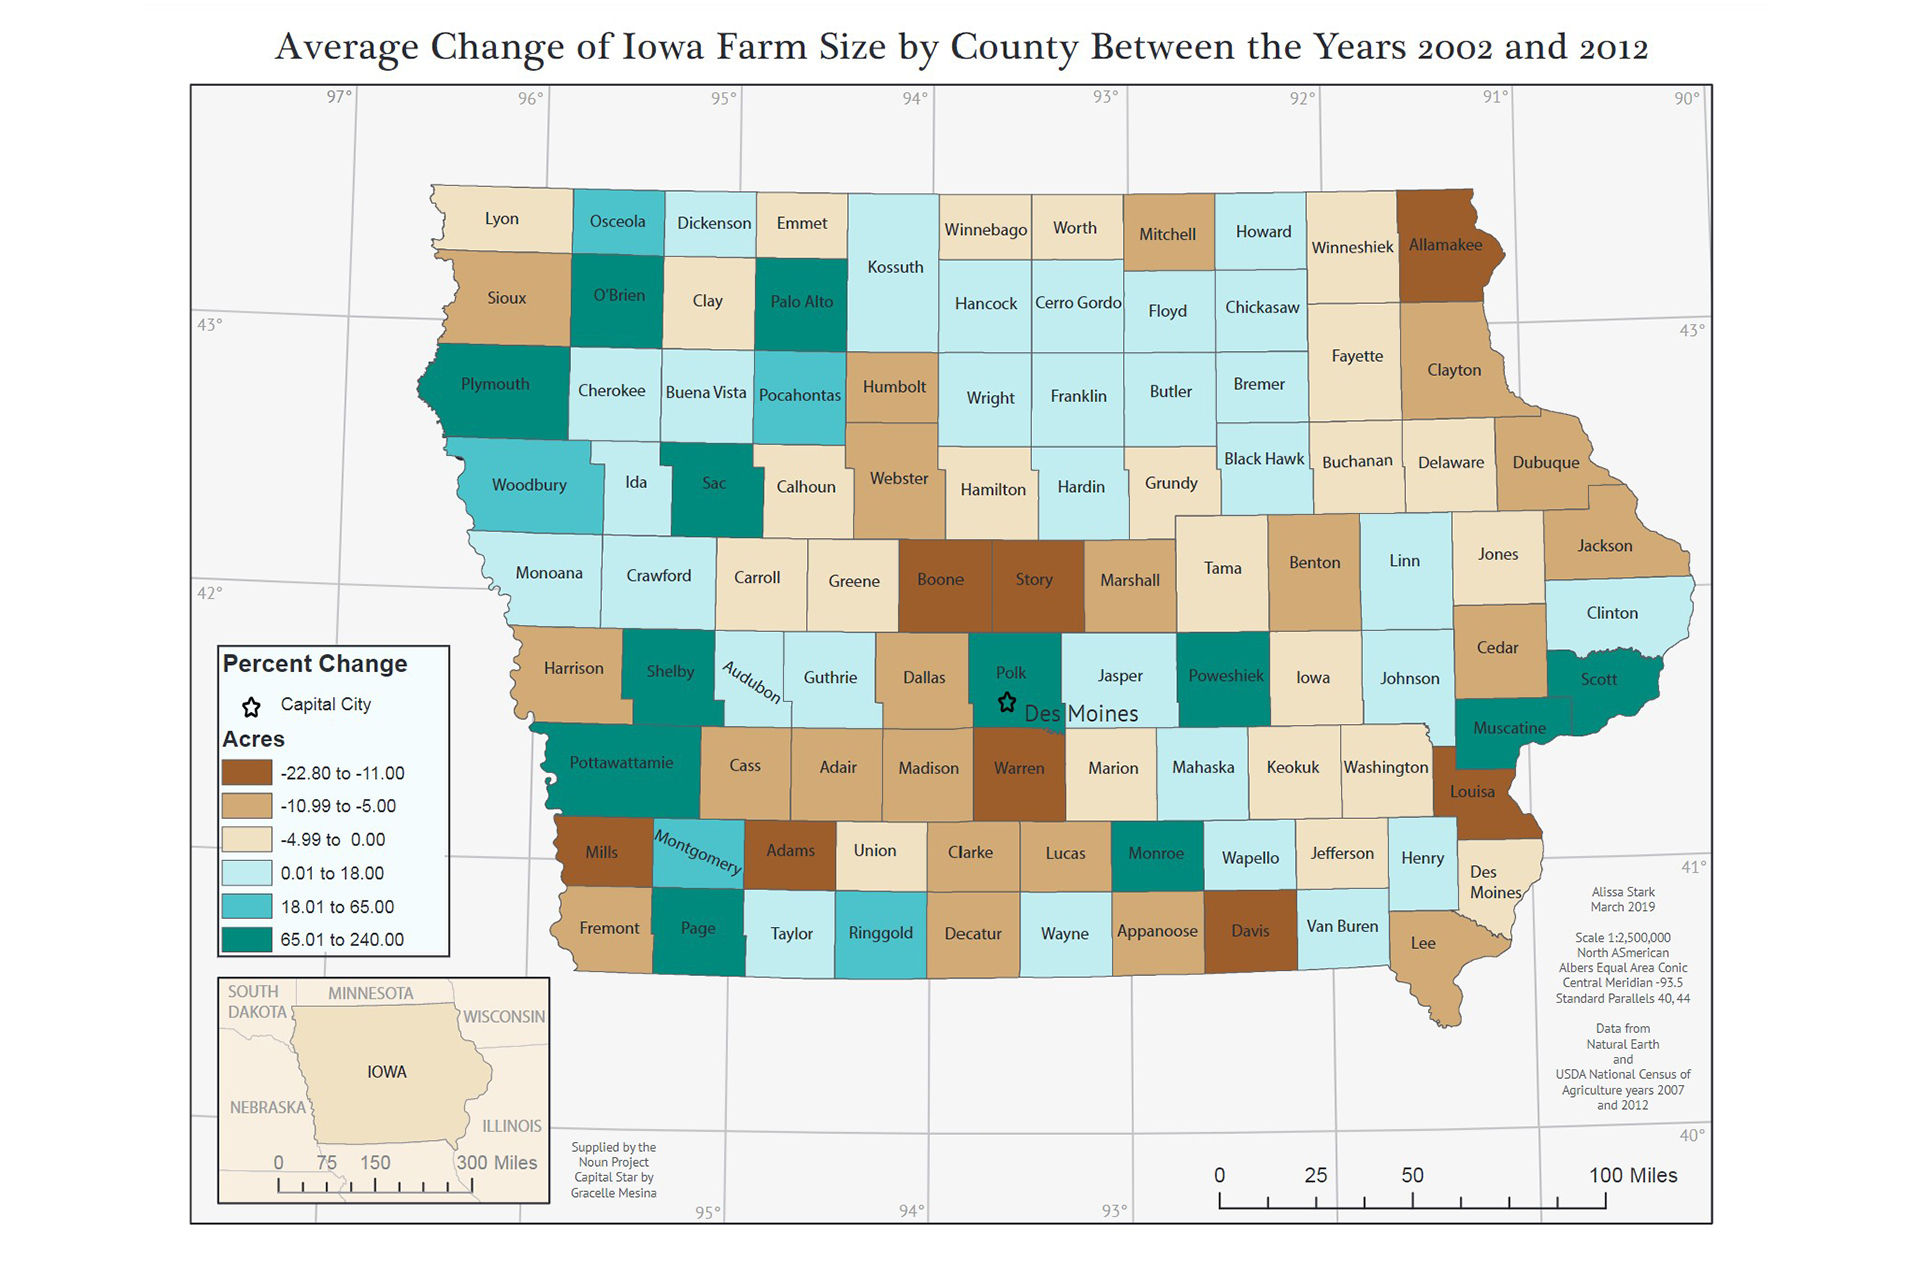 Average Change of Iowa Farm Size by County Between the Years 2002 and 2012
97°
96°
95°
94°
93°
92°
91°
90°
Lyon
Osceola
Dickenson
Emmet
Kossuth
Winnebago
Worth
Mitchell
Howard
Winneshiek
Allamakee
Sioux
O'Brien
Clay
Palo Alto
Hancock
Cerro Gordo
Floyd
Chickasaw
43°
43°
Fayette
Clayton
Plymouth
Cherokee
Buena Vista
Pocahontas
Humbolt
Wright
Franklin
Butler
Bremer
Woodbury
Ida
Sac
Calhoun
Webster
Hamilton
Hardin
Grundy
Black Hawk
Buchanan
Delaware
Dubuque
42°
Monoana
Crawford
Carroll
Greene
Boone
Story
Marshall
Tama
Benton
Linn
Jones
Jackson
Clinton
Harrison
Shelby
Audubon
Guthrie
Dallas
Polk
Des Moines
Jasper
Poweshiek
Iowa
Johnson
Cedar
Scott
Muscatine
Pottawattamie
Cass
Adair
Madison
Warren
Marion
Mahaska
Keokuk
Washington
Louisa
Mills
Montgomery
Adams
Union
Clarke
Lucas
Monroe
Wapello
Jefferson
Henry
Des
Moines
41°
Fremont
Page
Taylor
Ringgold
Decatur
Wayne
Appanoose
Davis
Van Buren
Lee
Percent Change
Capital City
Acres
-22.80 to -11.00
-10.99 to -5.00
-4.99 to 0.00
0.01 to 18.00
18.01 to 65.00
65.01 to 240.00
SOUTH
DAKOTA
MINNESOTA
WISCONSIN
IOWA
NEBRASKA
ILLINOIS
0 75 150 300 Miles
Supplied by the
Noun Project
Capital Star by
Gracelle Mesina
Alissa Stark
March 2019
Scale 1:2,500,000
North ASmerican
Albers Equal Area Conic
Central Meridian -93.5
Standard Parallels 40, 44
Data from
Natural Earth
and
USDA National Census of
Agriculture years 2007
and 2012
40°
0 25 50 100 Miles
95°
94°
93°